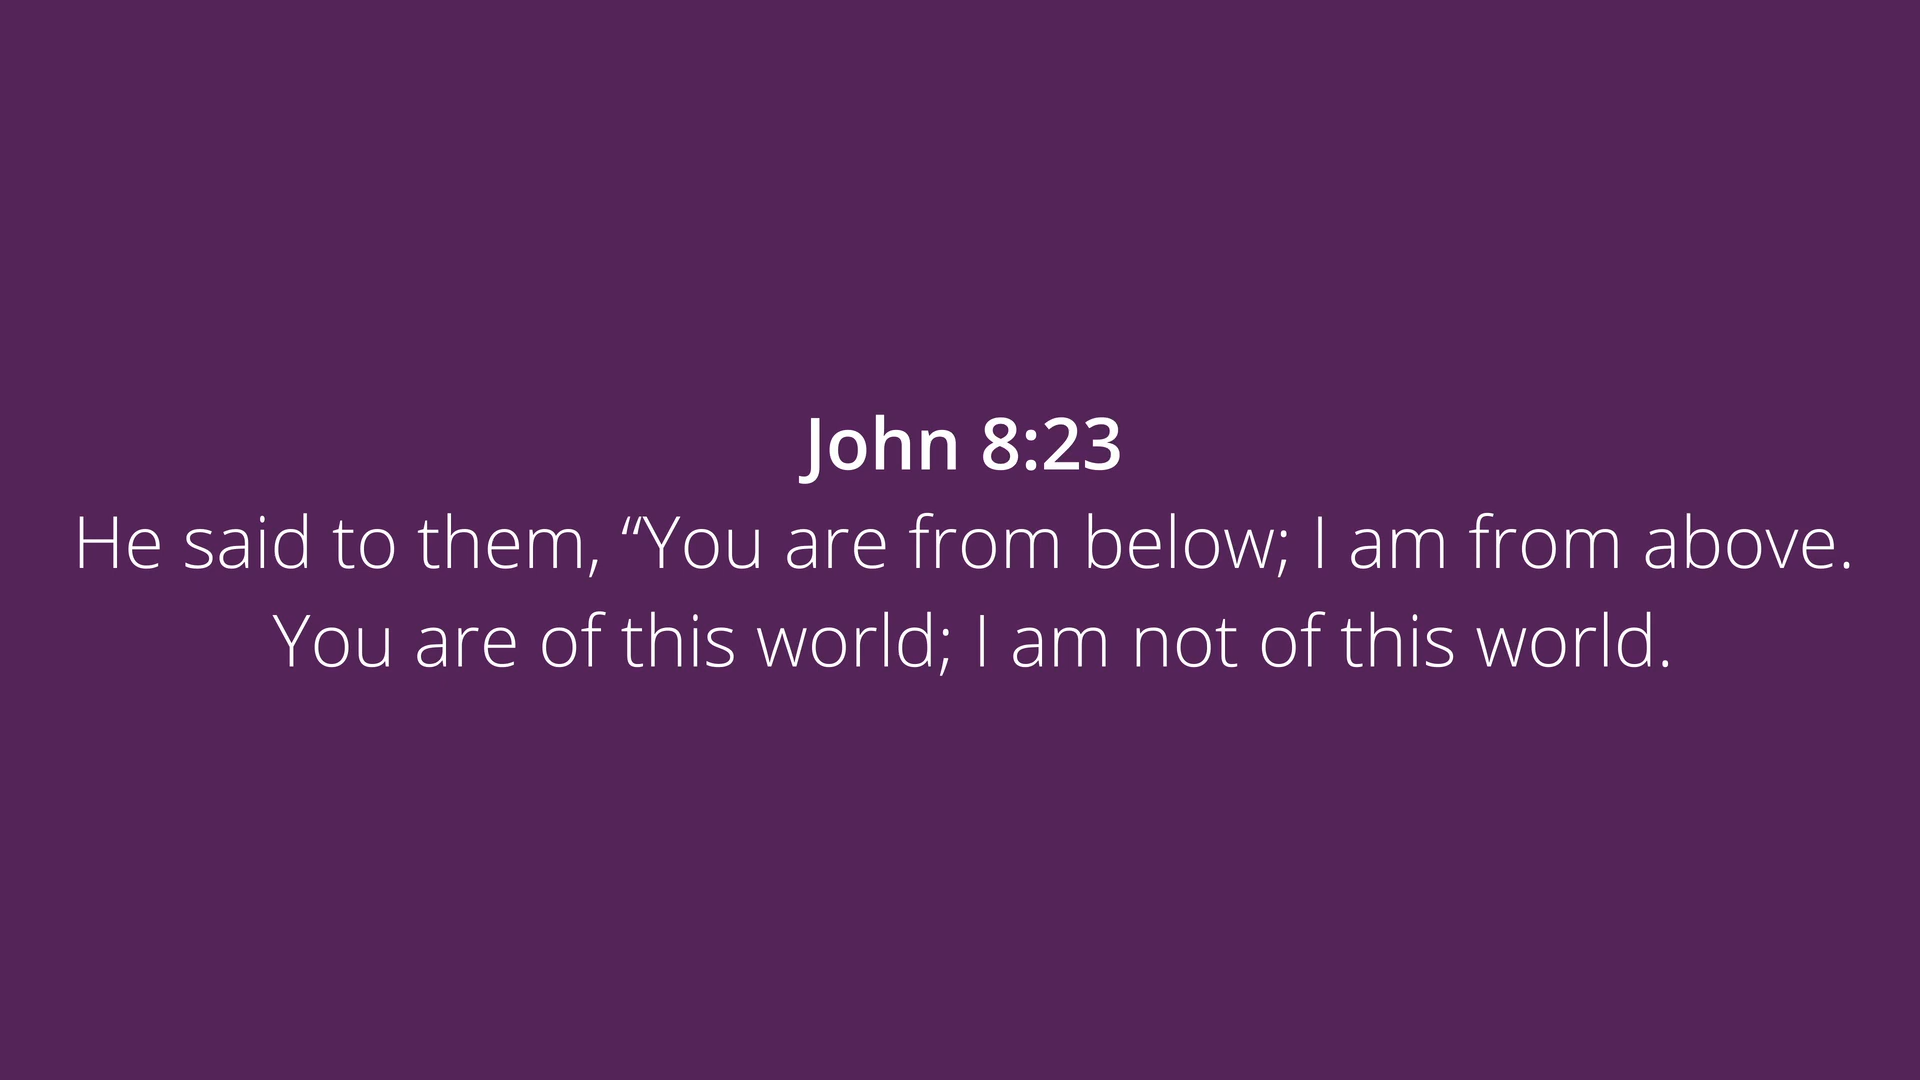 John 8:23
He said to them, “You are from below; I am from above.
You are of this world; I am not of this world.